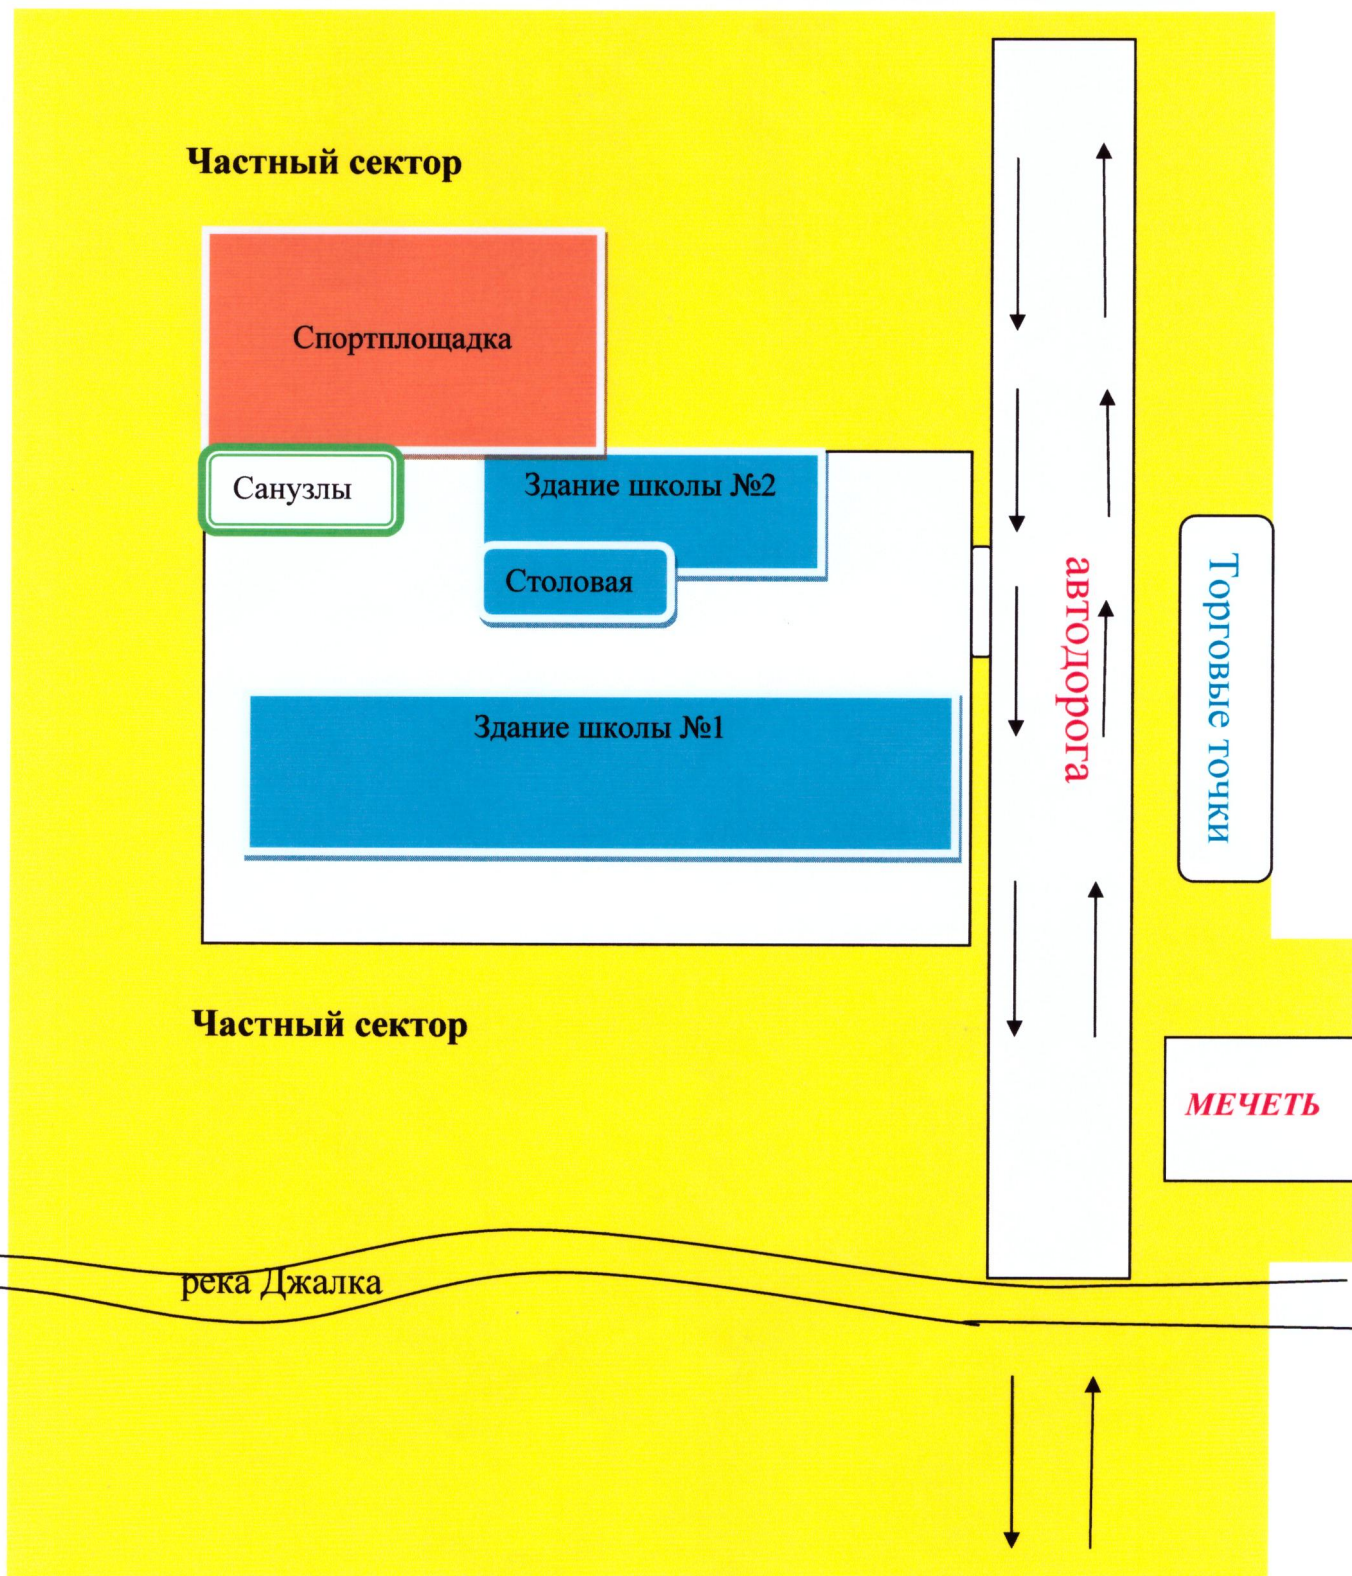 Частный сектор
Спортплощадка
Санузлы
Здание школы №2
Столовая
автодорога
Торговые точки
Здание школы №1
Частный сектор
МЕЧЕТЬ
река Джалка